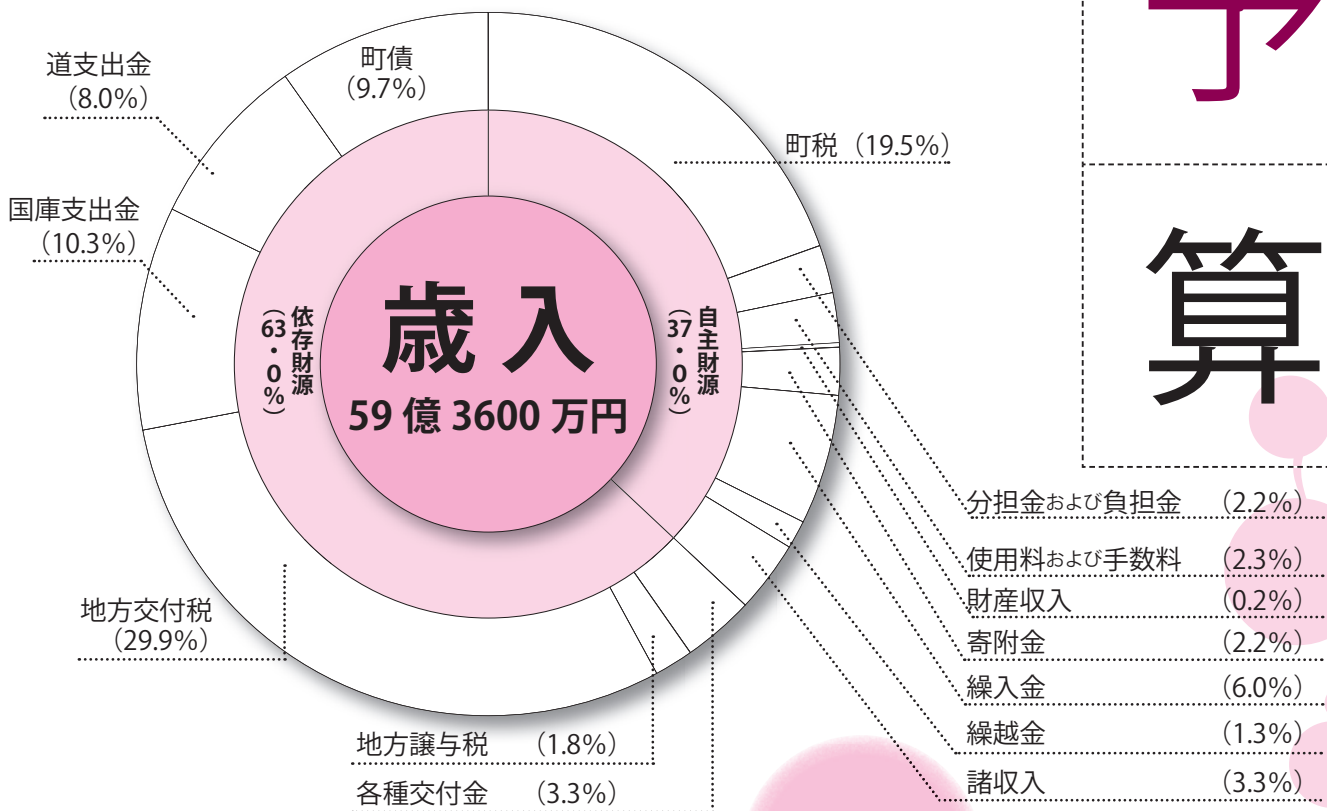 予
算
歳入
59億3600万円
自主財源
（37・0％）
依存財源
（63・0％）
町税（19.5%）
分担金および負担金（2.2%）
使用料および手数料（2.3%）
財産収入（0.2%）
寄附金（2.2%）
繰入金（6.0%）
繰越金（1.3%）
諸収入（3.3%）
各種交付金（3.3%）
地方譲与税（1.8%）
地方交付税
（29.9%）
国庫支出金
（10.3%）
道支出金
（8.0%）
町債
（9.7%）